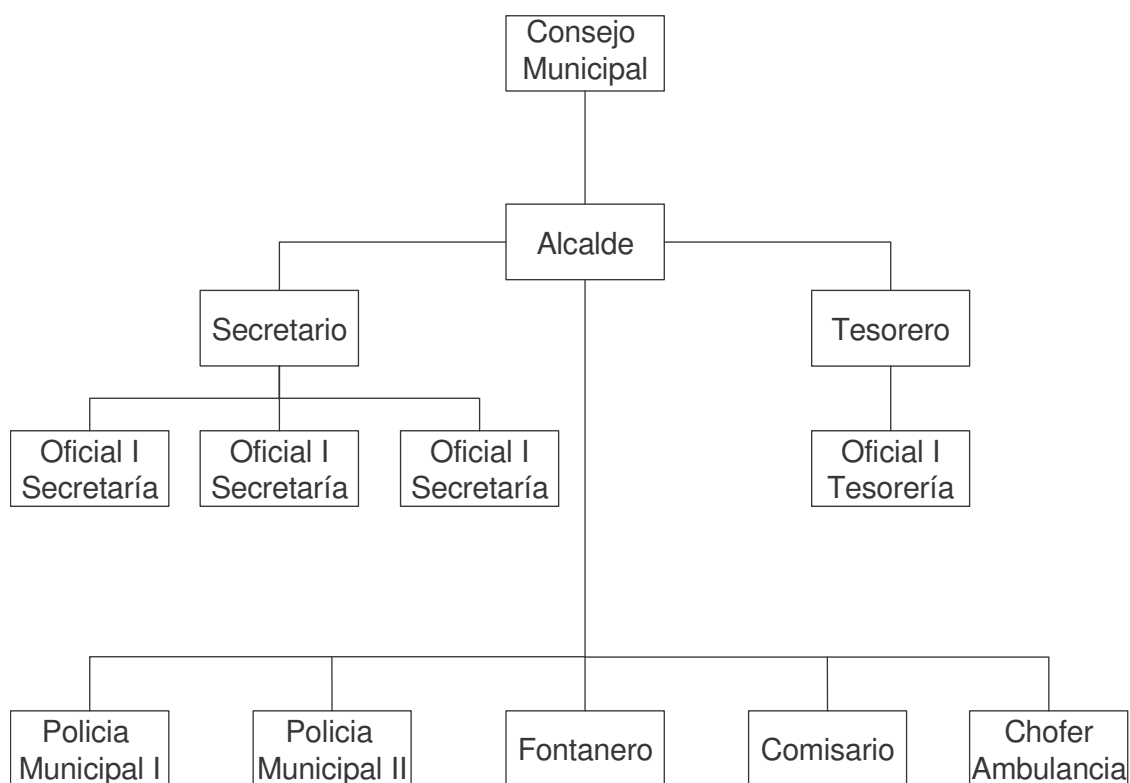 Consejo
Municipal
Alcalde
Secretario
Tesorero
Oficial I
Secretaría
Oficial I
Secretaría
Oficial I
Secretaría
Oficial I
Tesorería
Policia
Municipal I
Policia
Municipal II
Fontanero
Comisario
Chofer
Ambulancia